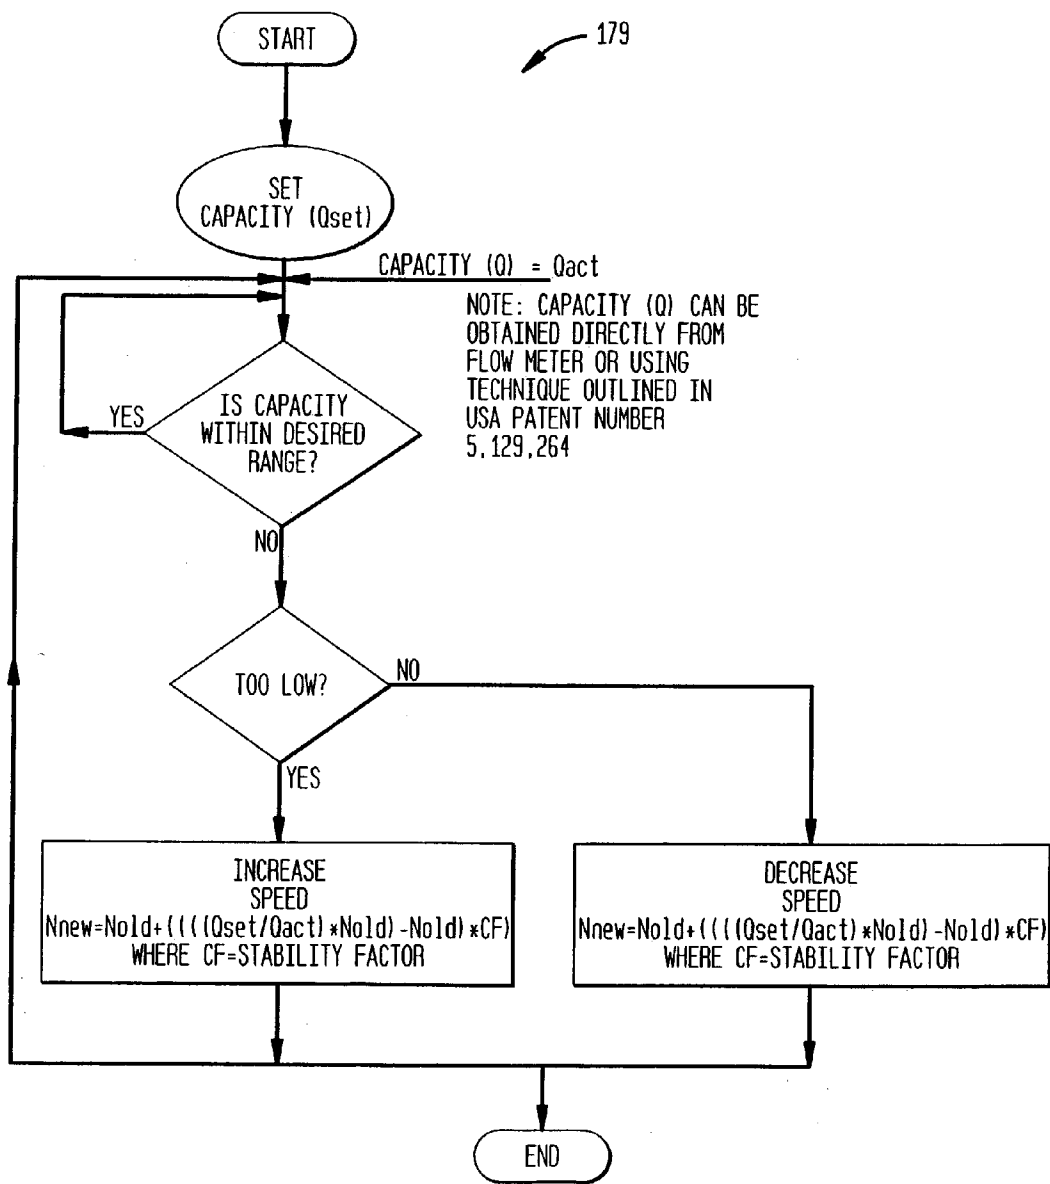 START
179
SET
CAPACITY (Qset)
CAPACITY (Q) = Qact
NOTE: CAPACITY (Q) CAN BE
OBTAINED DIRECTLY FROM
FLOW METER OR USING
TECHNIQUE OUTLINED IN
USA PATENT NUMBER
5,129,264
YES
IS CAPACITY
WITHIN DESIRED
RANGE?
NO
TOO LOW?
NO
YES
INCREASE
SPEED
Nnew=Nold+((((Qset/Qact)*Nold)-Nold)*CF)
WHERE CF=STABILITY FACTOR
DECREASE
SPEED
Nnew=Nold+((((Qset/Qact)*Nold)-Nold)*CF)
WHERE CF=STABILITY FACTOR
END